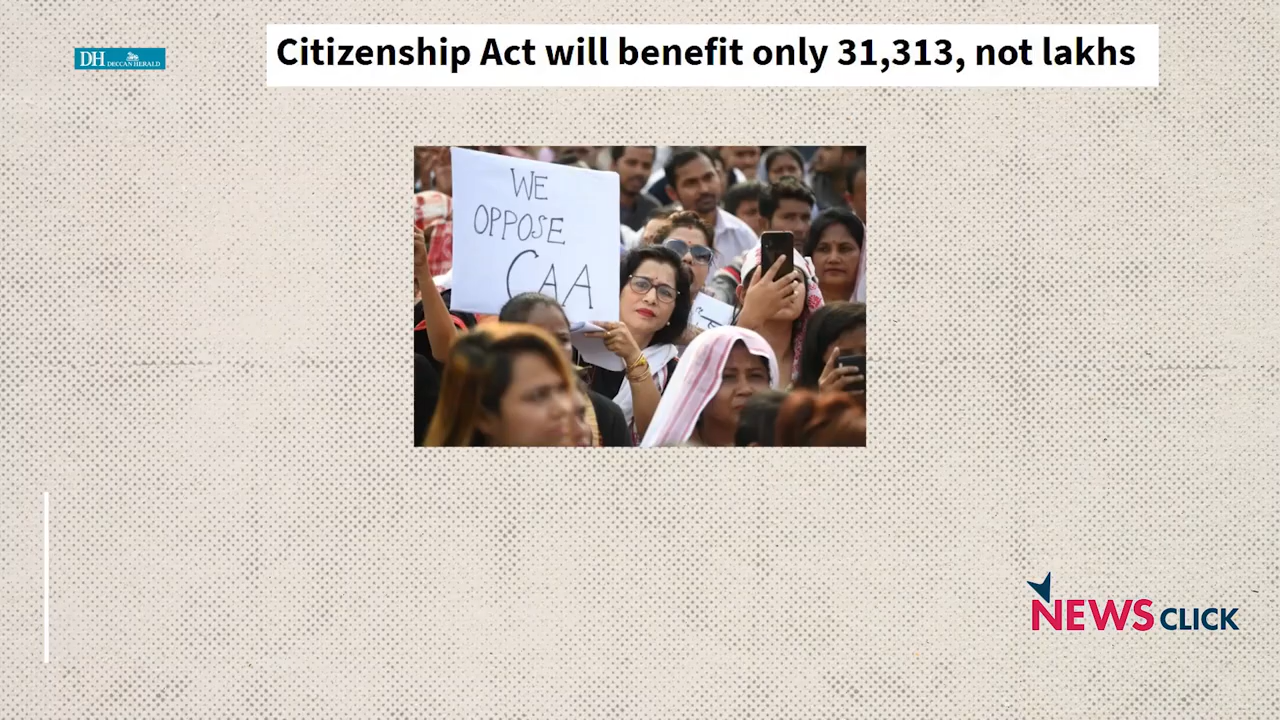 DH DECCAN HERALD
Citizenship Act will benefit only 31,313, not lakhs
WE
OPPOSE
CAA
NEWS CLICK